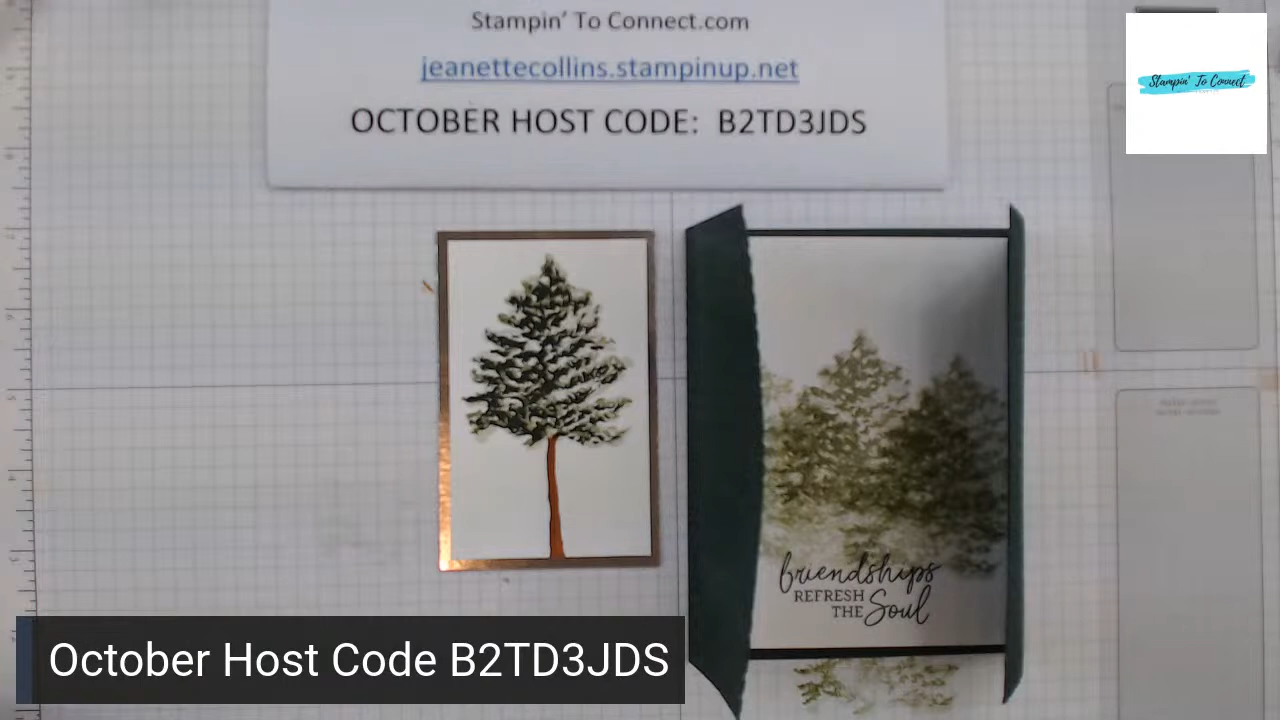 Stampin' To Connect.com
jeanettecollins.stampinup.net
OCTOBER HOST CODE: B2TD3JDS
Stampin' To Connect
friendships
REFRESH
THE Soul
October Host Code B2TD3JDS